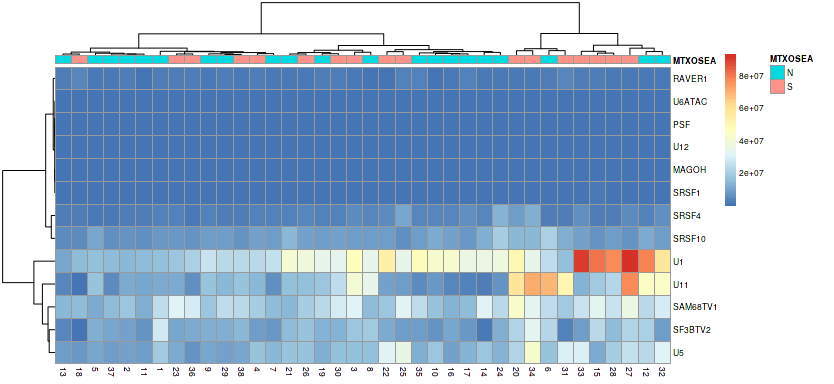 MTXOSEA
RAVER1
U6ATAC
PSF
U12
MAGOH
SRSF1
SRSF4
SRSF10
U1
U11
SAM68TV1
SF3BTV2
U5
8e+07
6e+07
4e+07
2e+07
MTXOSEA
N
S
13 18 5 37 2 11 1 23 36 9 29 38 4 7 21 26 19 30 3 8 22 25 35 10 16 17 14 24 20 34 6 31 33 15 28 27 12 32